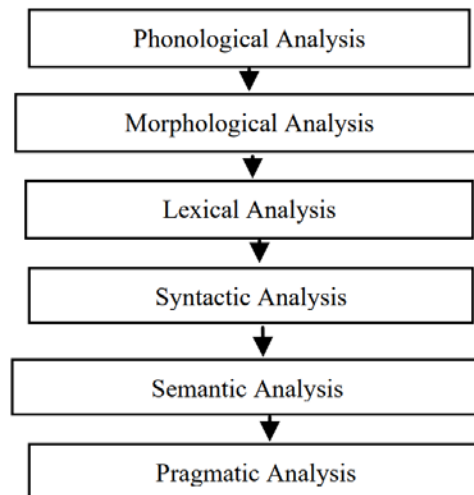 Phonological Analysis
Morphological Analysis
Lexical Analysis
Syntactic Analysis
Semantic Analysis
Pragmatic Analysis